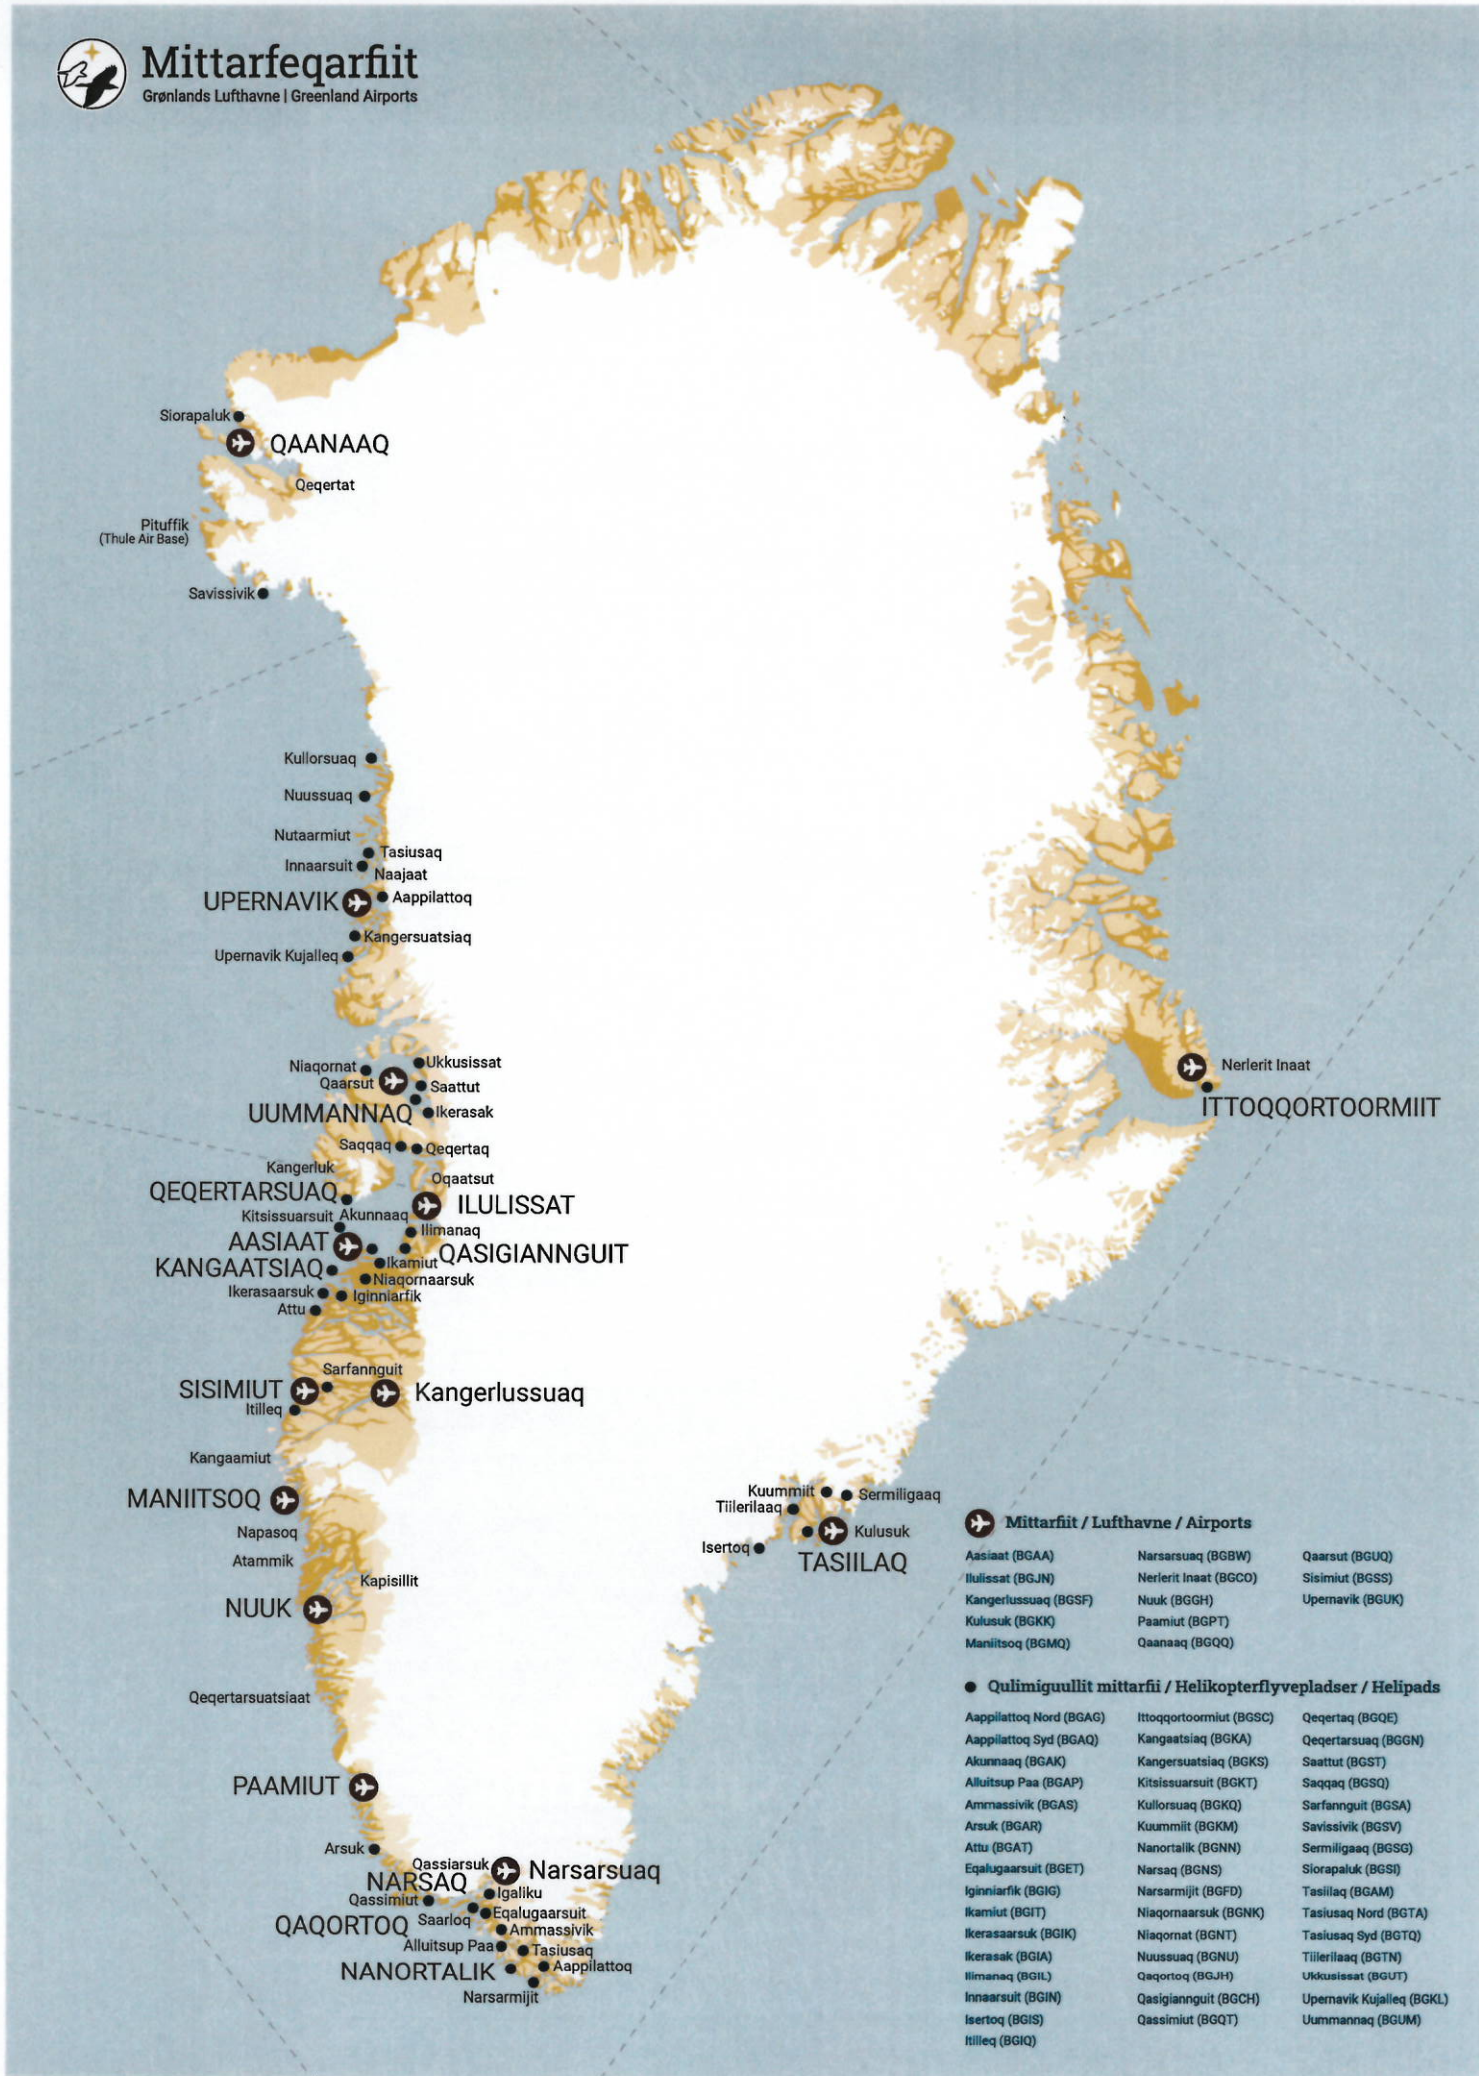 Mittarfeqarfiit
Grønlands Lufthavne | Greenland Airports
Siorapaluk
QAANAAQ
Qeqertat
Pituffik
(Thule Air Base)
Savissivik
Kullorsuaq
Nuussuaq
Nutaarmiut
Tasiusaq
Innaarsuit
Naajaat
UPERNAVIK
Aappilattoq
Kangersuatsiaq
Upernavik Kujalleq
Ukkusissat
Niaqornat
Qaarsut
Saattut
UUMMANNAQ
Ikerasak
Saqqaq
Qeqertaq
Kangerluk
Oqaatsut
QEQERTARSUAQ
ILULISSAT
Kitsissuarsuit
Akunnaaq
Ilimanaq
AASIAAT
QASIGIANNGUIT
Ikamiut
KANGAATSIAQ
Niaqornaarsuk
Ikerasaarsuk
Iginniarfik
Attu
Sarfannguit
SISIMIUT
Kangerlussuaq
Itilleq
Kangaamiut
MANIITSOQ
Napasoq
Atammik
Kapisillit
NUUK
Qeqertarsuatsiaat
PAAMIUT
Arsuk
Qassiarsuk
Narsarsuaq
NARSAQ
Igaliku
Qassimiut
Eqalugaarsuit
Saarloq
QAQORTOQ
Ammassivik
Alluitsup Paa
Tasiusaq
Aappilattoq
NANORTALIK
Narsarmijit
Nerlerit Inaat
ITTOQQORTOORMIIT
Kuummiit
Sermiligaaq
Tiilerilaaq
Kulusuk
Isertoq
TASIILAQ
Mittarfiit / Lufthavne / Airports
Aasiaat (BGAA)
Ilulissat (BGJN)
Kangerlussuaq (BGSF)
Kulusuk (BGKK)
Maniitsoq (BGMQ)
Narsarsuaq (BGBW)
Nerlerit Inaat (BGCO)
Nuuk (BGGH)
Paamiut (BGPT)
Qaanaaq (BGQQ)
Qaarsut (BGUQ)
Sisimiut (BGSS)
Upernavik (BGUK)
Qulimiguullit mittarfii / Helikopterflyvepladser / Helipads
Aappilattoq Nord (BGAG)
Aappilattoq Syd (BGAQ)
Akunnaaq (BGAK)
Alluitsup Paa (BGAP)
Ammassivik (BGAS)
Arsuk (BGAR)
Attu (BGAT)
Eqalugaarsuit (BGET)
Iginniarfik (BGIG)
Ikamiut (BGIT)
Ikerasaarsuk (BGIK)
Ikerasak (BGIA)
Ilimanaq (BGIL)
Innaarsuit (BGIN)
Isertoq (BGIS)
Itilleq (BGIQ)
Ittoqqortoormiut (BGSC)
Kangaatsiaq (BGKA)
Kangersuatsiaq (BGKS)
Kitsissuarsuit (BGKT)
Kullorsuaq (BGKQ)
Kuummiit (BGKM)
Nanortalik (BGNN)
Narsaq (BGNS)
Narsarmijit (BGFD)
Niaqornaarsuk (BGNK)
Niaqornat (BGNT)
Nuussuaq (BGNU)
Qaqortoq (BGJH)
Qasigiannguit (BGCH)
Qassimiut (BGQT)
Qeqertaq (BGQE)
Qeqertarsuaq (BGGN)
Saattut (BGST)
Saqqaq (BGSQ)
Sarfannguit (BGSA)
Savissivik (BGSV)
Sermiligaaq (BGSG)
Siorapaluk (BGSI)
Tasiilaq (BGAM)
Tasiusaq Nord (BGTA)
Tasiusaq Syd (BGTQ)
Tiilerilaaq (BGTN)
Ukkusissat (BGUT)
Upernavik Kujalleq (BGKL)
Uummannaq (BGUM)